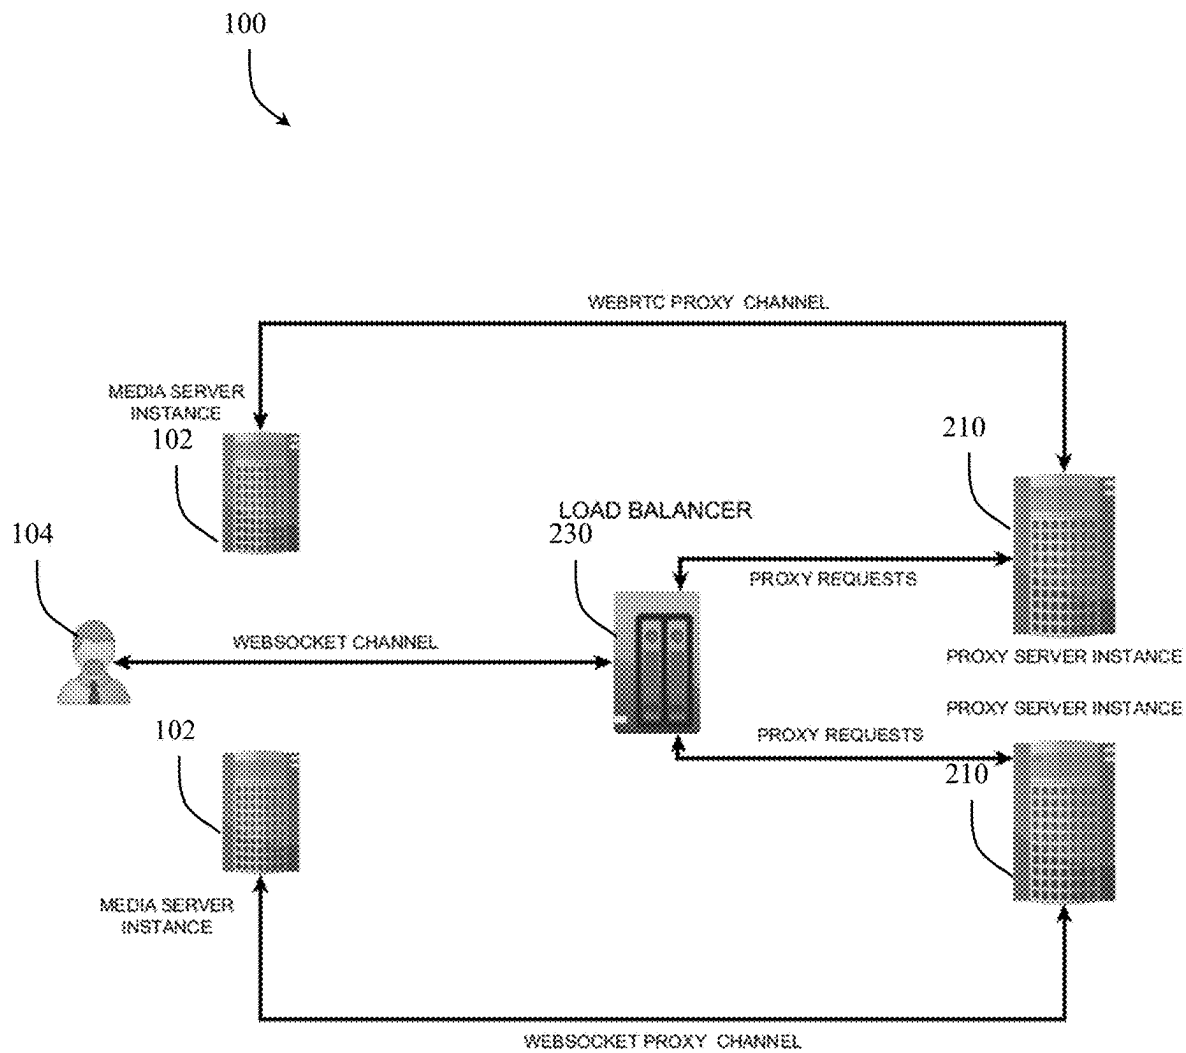 100
WEBRTC PROXY CHANNEL
MEDIA SERVER
INSTANCE
102
210
LOAD BALANCER
230
104
PROXY REQUESTS
WEBSOCKET CHANNEL
PROXY SERVER INSTANCE
PROXY SERVER INSTANCE
102
PROXY REQUESTS
210
MEDIA SERVER
INSTANCE
WEBSOCKET PROXY CHANNEL